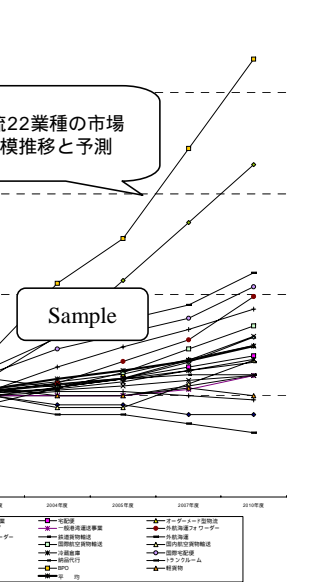 流22業種の市場
模推移と予測
Sample
度 2004年度 2005年度 2007年度 2010年度
業 宅配便 オーダーメード型物流
一般港湾運送事業 外航海運フォワーダー
ーダー 鉄道貨物輸送 外航海運
国際航空貨物輸送 国内航空貨物輸送
冷蔵倉庫 国際宅配便
納品代行 トランクルーム
BPO 軽貨物
平 均